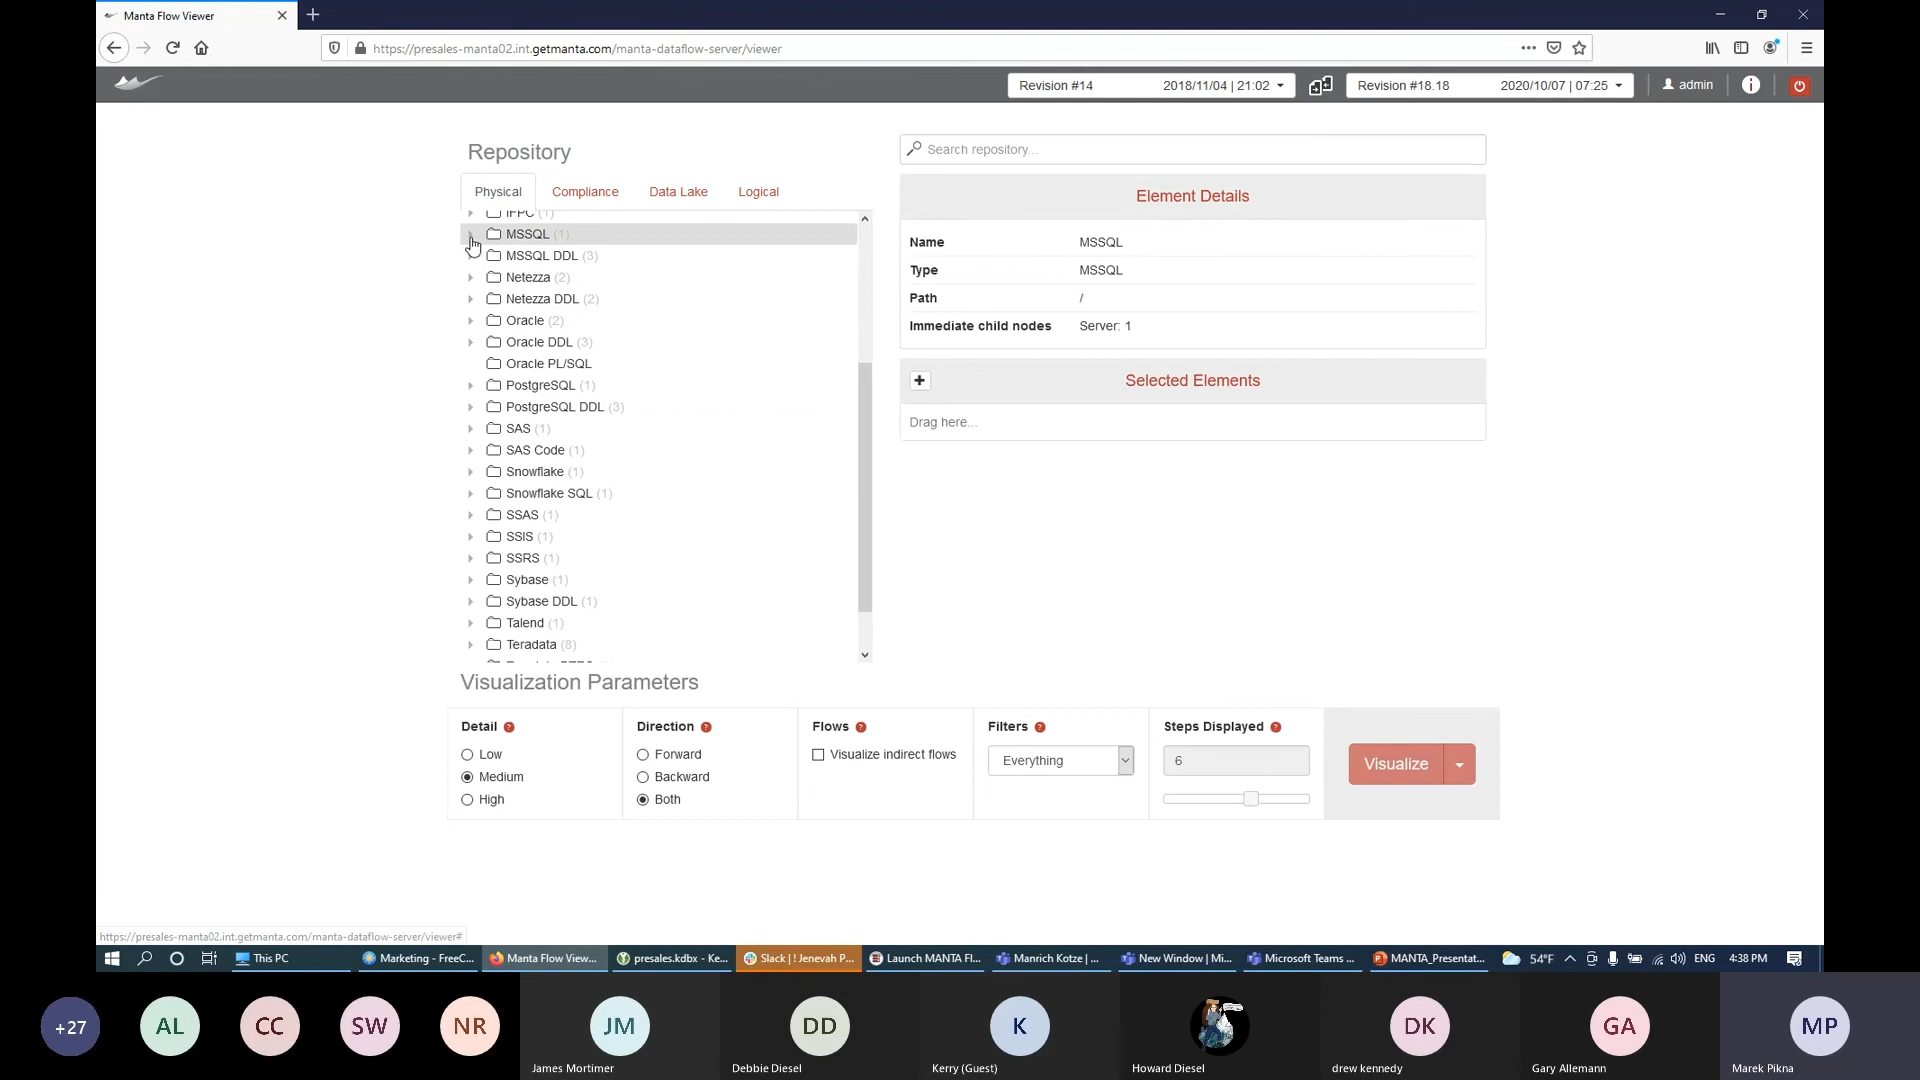 Manta Flow Viewer
https://presales-manta02.int.getmanta.com/manta-dataflow-server/viewer
Revision #14 2018/11/04 | 21:02
Revision #18.18 2020/10/07 | 07:25
admin
Repository
Search repository...
Physical Compliance Data Lake Logical
IFPC (1)
MSSQL (1)
MSSQL DDL (3)
Netezza (2)
Netezza DDL (2)
Oracle (2)
Oracle DDL (3)
Oracle PL/SQL
PostgreSQL (1)
PostgreSQL DDL (3)
SAS (1)
SAS Code (1)
Snowflake (1)
Snowflake SQL (1)
SSAS (1)
SSIS (1)
SSRS (1)
Sybase (1)
Sybase DDL (1)
Talend (1)
Teradata (8)
Element Details
Name MSSQL
Type MSSQL
Path /
Immediate child nodes Server: 1
Selected Elements
Drag here...
Visualization Parameters
Detail ?
Low
Medium
High
Direction ?
Forward
Backward
Both
Flows ?
Visualize indirect flows
Filters ?
Everything
Steps Displayed ?
6
Visualize
https://presales-manta02.int.getmanta.com/manta-dataflow-server/viewer#
This PC
Marketing - FreeC...
Manta Flow View...
presales.kdbx - Ke...
Slack | ! Jenevah P...
Launch MANTA Fl...
Manrich Kotze | ...
New Window | Mi...
Microsoft Teams ...
MANTA_Presentat...
54°F
ENG
4:38 PM
+27
AL
CC
SW
NR
JM
James Mortimer
DD
Debbie Diesel
K
Kerry (Guest)
Howard Diesel
DK
drew kennedy
GA
Gary Allemann
MP
Marek Pikna